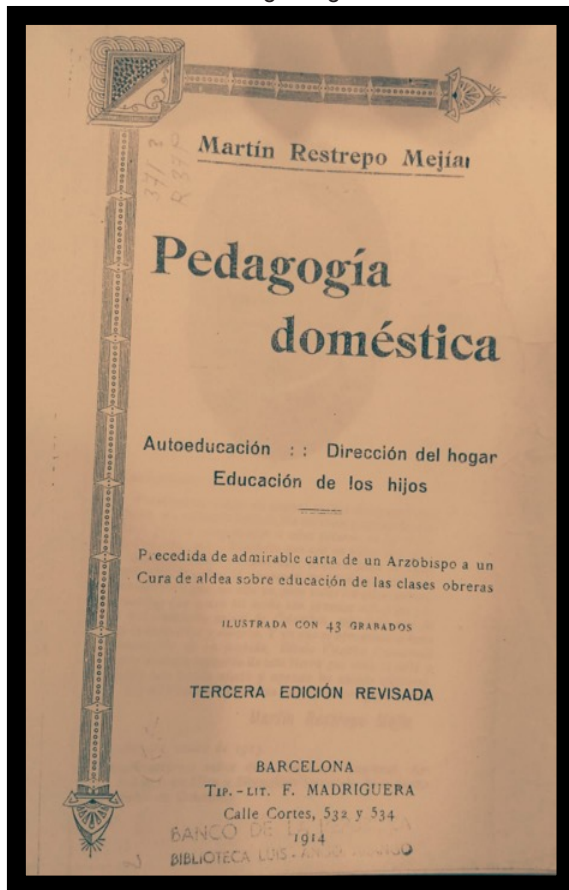 Martín Restrepo Mejía
Pedagogía
doméstica
Autoeducación : : Dirección del hogar
Educación de los hijos
Precedida de admirable carta de un Arzobispo a un
Cura de aldea sobre educación de las clases obreras
ILUSTRADA CON 43 GRABADOS
TERCERA EDICIÓN REVISADA
BARCELONA
TIP.-LIT. F. MADRIGUERA
Calle Cortes, 532 y 534
1914
BANCO DE
BIBLIOTECA LUIS